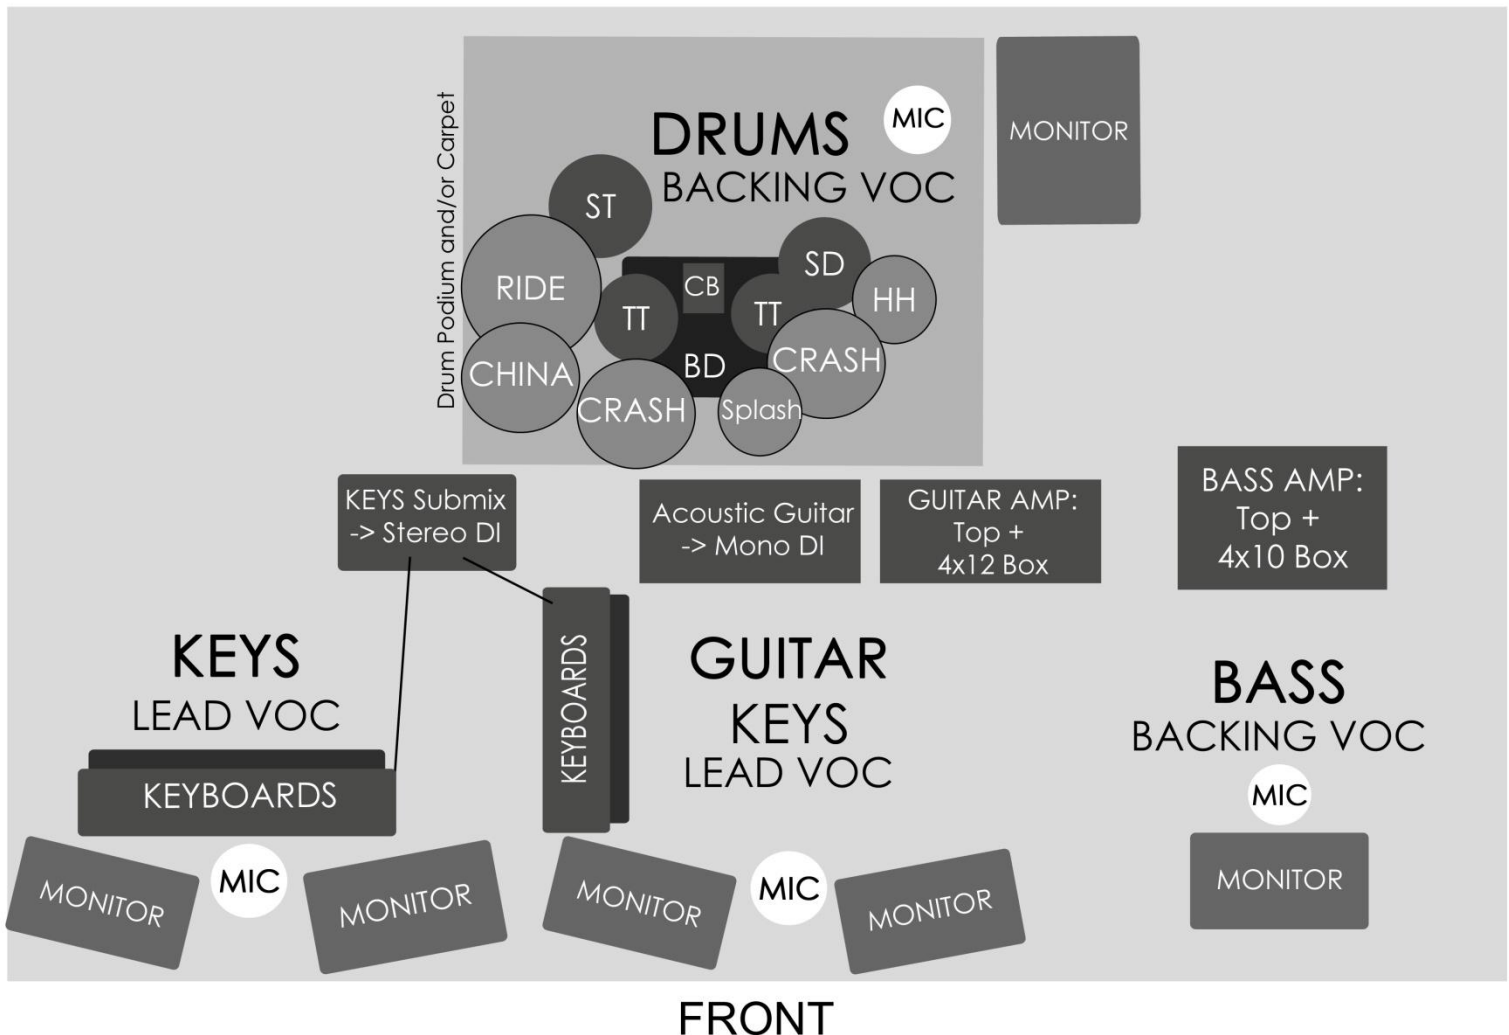 Drum Podium and/or Carpet
DRUMS
BACKING VOC
MIC
MONITOR
ST
RIDE
CHINA
TT
CB
TT
SD
HH
BD
CRASH
CRASH
Splash
KEYS Submix
-> Stereo DI
Acoustic Guitar
-> Mono DI
GUITAR AMP:
Top +
4x12 Box
BASS AMP:
Top +
4x10 Box
KEYS
LEAD VOC
KEYBOARDS
KEYBOARDS
GUITAR
KEYS
LEAD VOC
BASS
BACKING VOC
MIC
MONITOR
MIC
MONITOR
MONITOR
MIC
MONITOR
MONITOR
FRONT